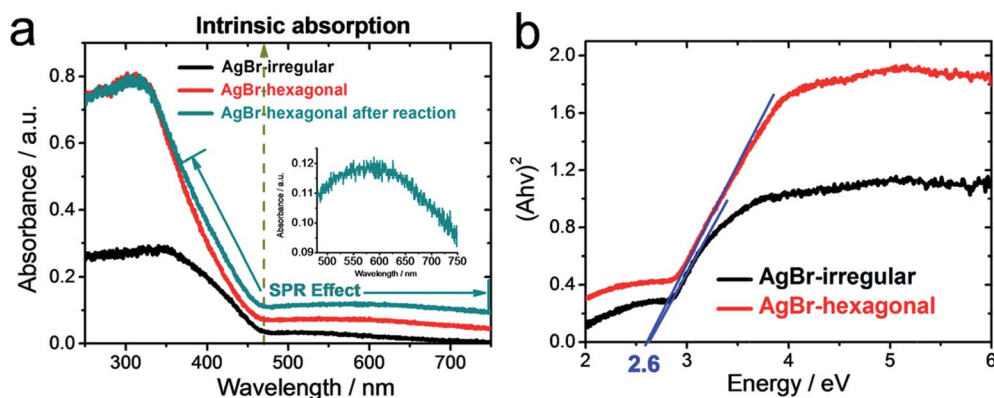 a
Intrinsic absorption
AgBr-irregular
AgBr-hexagonal
AgBr-hexagonal after reaction
Absorbance / a.u.
0.8
0.6
0.4
0.2
0.0
Absorbance / a.u.
0.12
0.11
0.10
0.09
500 550 600 650 700 750
Wavelength / nm
SPR Effect
300 400 500 600 700
Wavelength / nm
b
(Ahv)2
2.0
1.6
1.2
0.8
0.4
0.0
AgBr-irregular
AgBr-hexagonal
2.6
2 3 4 5 6
Energy / eV